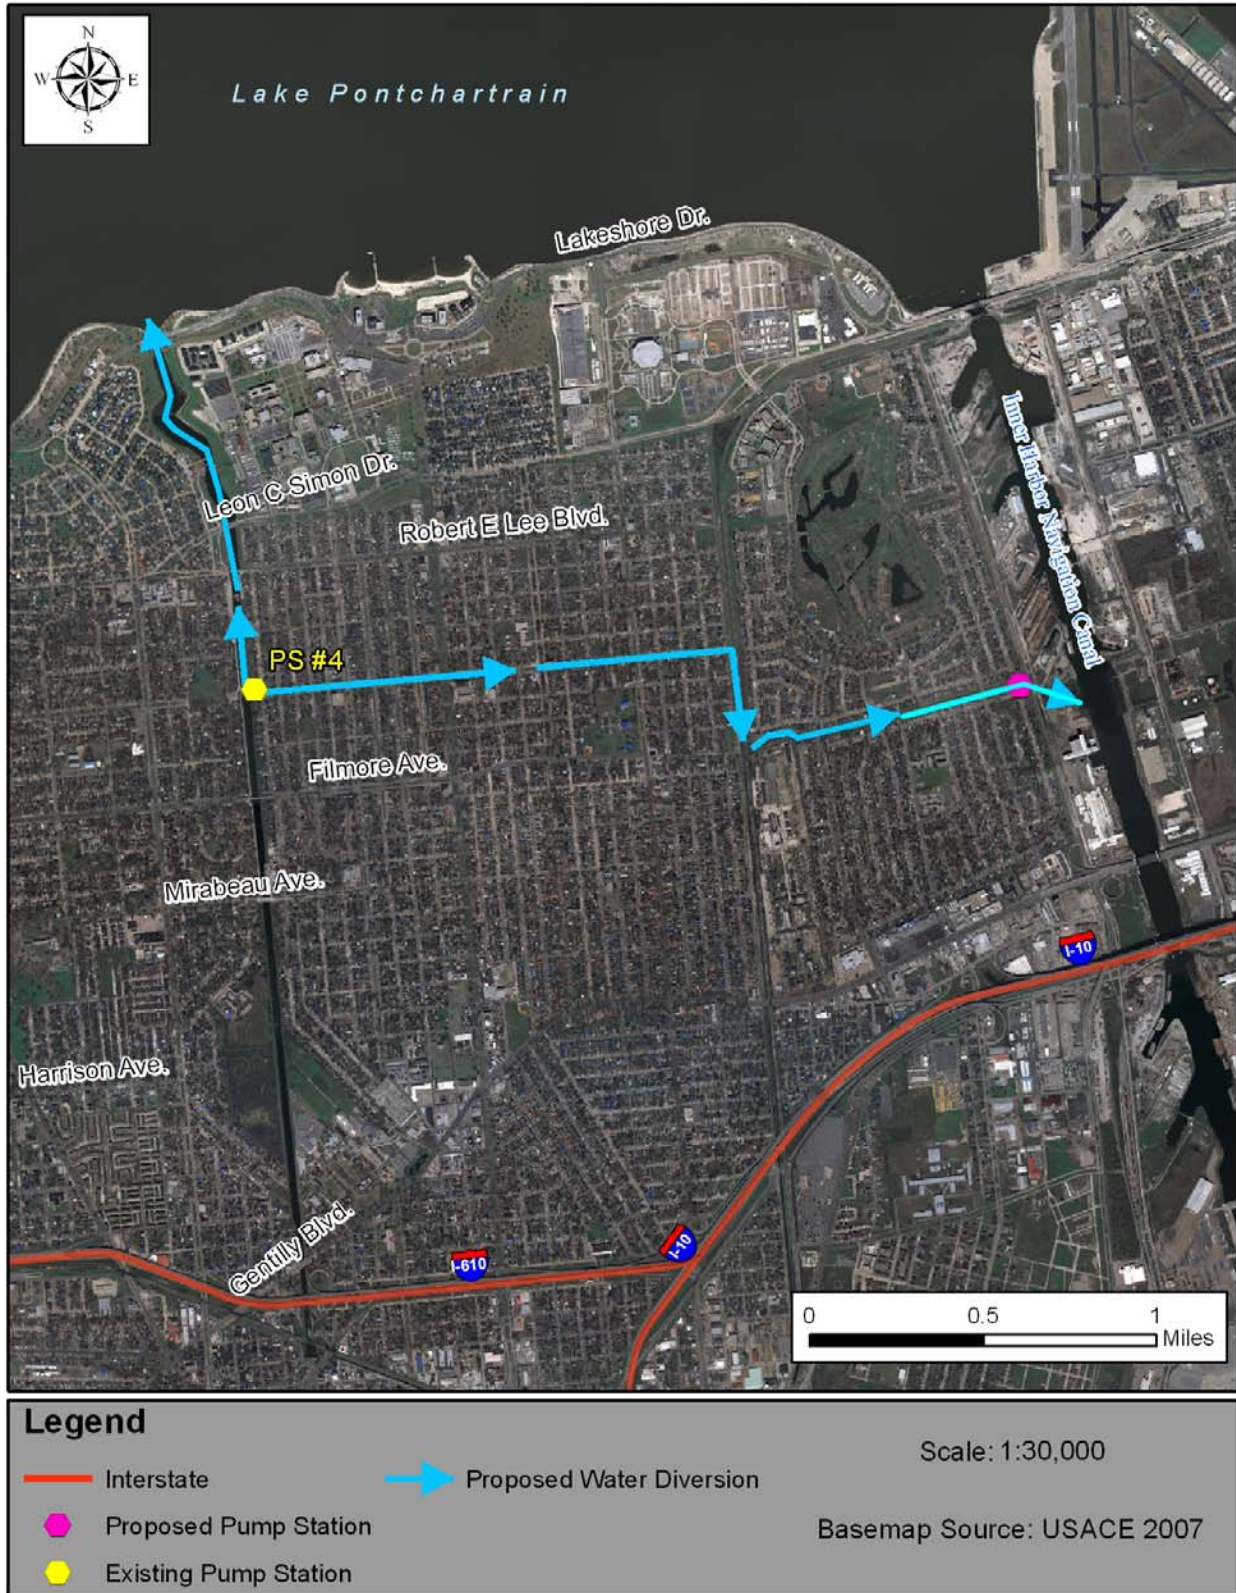 N
W E
S
Lake Pontchartrain
Lakeshore Dr.
Inner Harbor Navigation Canal
Leon C Simon Dr.
Robert E Lee Blvd.
PS #4
Filmore Ave.
Mirabeau Ave.
I-10
Harrison Ave.
Gentilly Blvd.
I-610
I-10
0 0.5 1
Miles
Legend
Interstate
Proposed Water Diversion
Proposed Pump Station
Existing Pump Station
Scale: 1:30,000
Basemap Source: USACE 2007